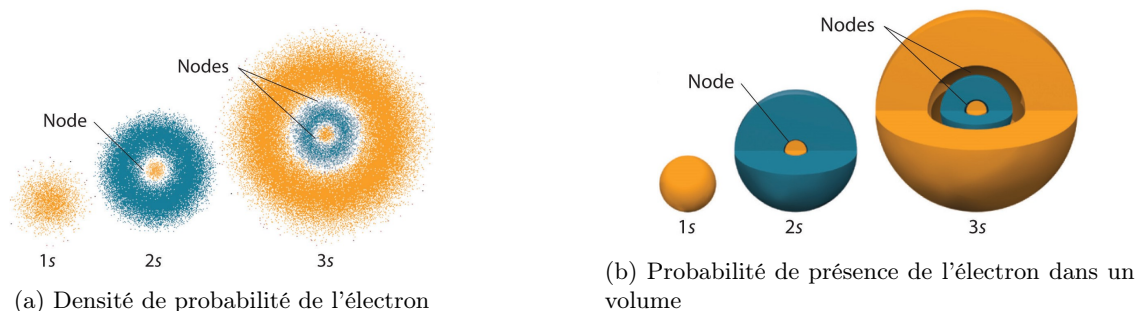 Nodes
Node
1s
2s
3s
(a) Densité de probabilité de l'électron
Nodes
Node
1s
2s
3s
(b) Probabilité de présence de l'électron dans un
volume